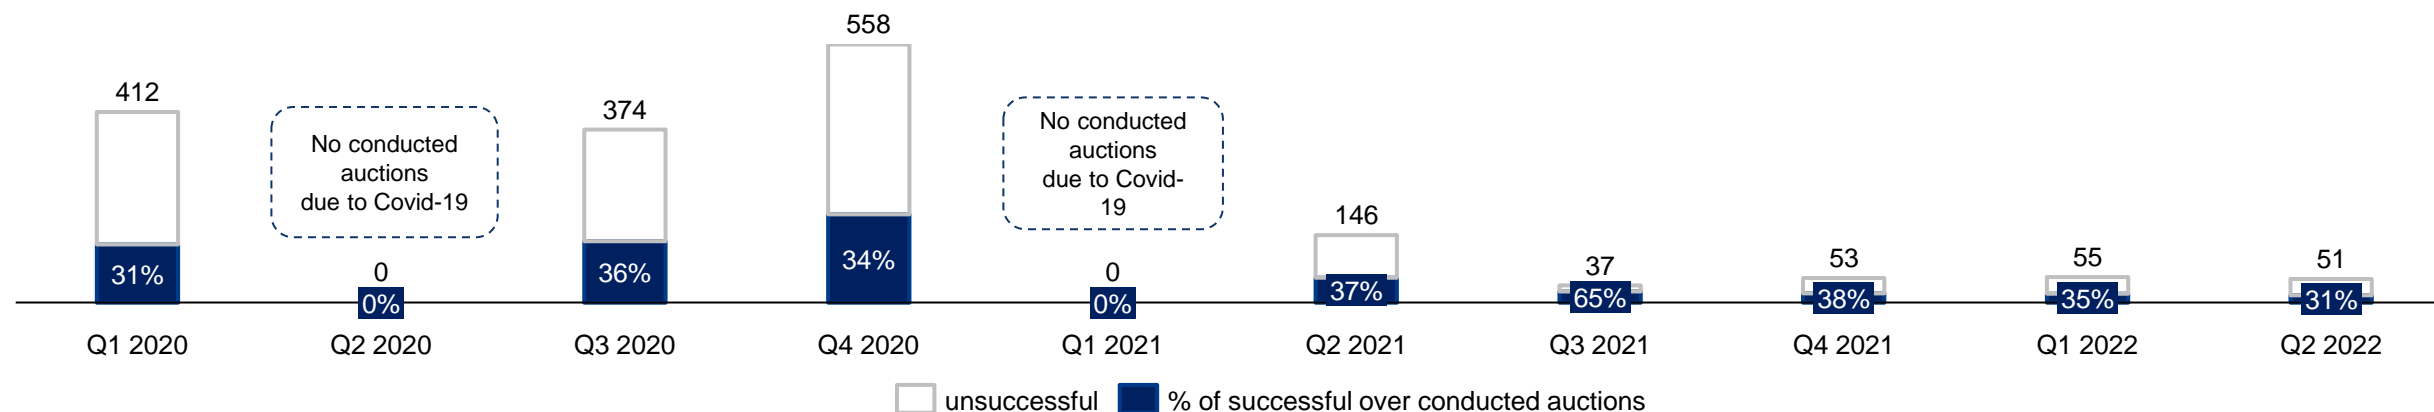 558
412
374
No conducted
auctions
due to Covid-19
No conducted
auctions
due to Covid-
19
146
31%
0
0%
36%
34%
0
0%
37%
37
65%
53
38%
55
35%
51
31%
Q1 2020
Q2 2020
Q3 2020
Q4 2020
Q1 2021
Q2 2021
Q3 2021
Q4 2021
Q1 2022
Q2 2022
unsuccessful
% of successful over conducted auctions